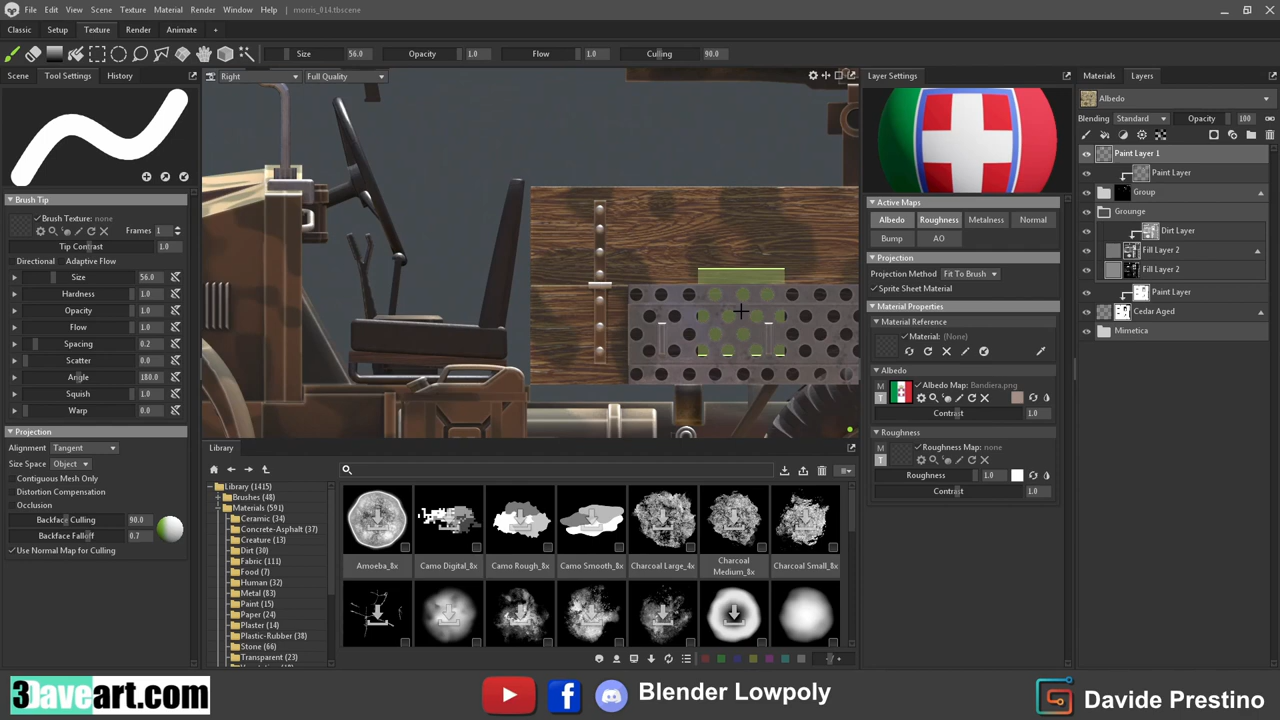 File Edit View Scene Texture Material Render Window Help morris_014.tbscene
Classic Setup Texture Render Animate +
Size 56.0 Opacity 1.0 Flow 1.0 Culling 90.0
Scene Tool Settings History
Brush Tip
Brush Texture: none
Frames 1
Tip Contrast 1.0
Directional Adaptive Flow
Size 56.0
Hardness 1.0
Opacity 1.0
Flow 1.0
Spacing 0.2
Scatter 0.0
Angle 180.0
Squish 1.0
Warp 0.0
Projection
Alignment Tangent
Size Space Object
Contiguous Mesh Only
Distortion Compensation
Occlusion
Backface Culling 90.0
Backface Falloff 0.7
Use Normal Map for Culling
Right Full Quality
Library
Library (1415)
Brushes (48)
Materials (591)
Ceramic (34)
Concrete-Asphalt (37)
Creature (13)
Dirt (30)
Fabric (111)
Food (7)
Human (32)
Metal (83)
Paint (15)
Paper (24)
Plaster (14)
Plastic-Rubber (38)
Stone (66)
Transparent (23)
Amoeba_8x
Camo Digital_8x
Camo Rough_8x
Camo Smooth_8x
Charcoal Large_4x
Charcoal
Medium_8x
Charcoal Small_8x
Layer Settings
Active Maps
Albedo Roughness Metalness Normal
Bump AO
Projection
Projection Method Fit To Brush
Sprite Sheet Material
Material Properties
Material Reference
Material: (None)
Albedo
M
T
Albedo Map: Bandiera.png
Contrast 1.0
Roughness
M
T
Roughness Map: none
Roughness 1.0
Contrast 1.0
Materials Layers
Albedo
Blending Standard Opacity 100
Paint Layer 1
Paint Layer
Group
Grounge
Dirt Layer
Fill Layer 2
Fill Layer 2
Paint Layer
Cedar Aged
Mimetica
3Daveart.com
Blender Lowpoly
Davide Prestino